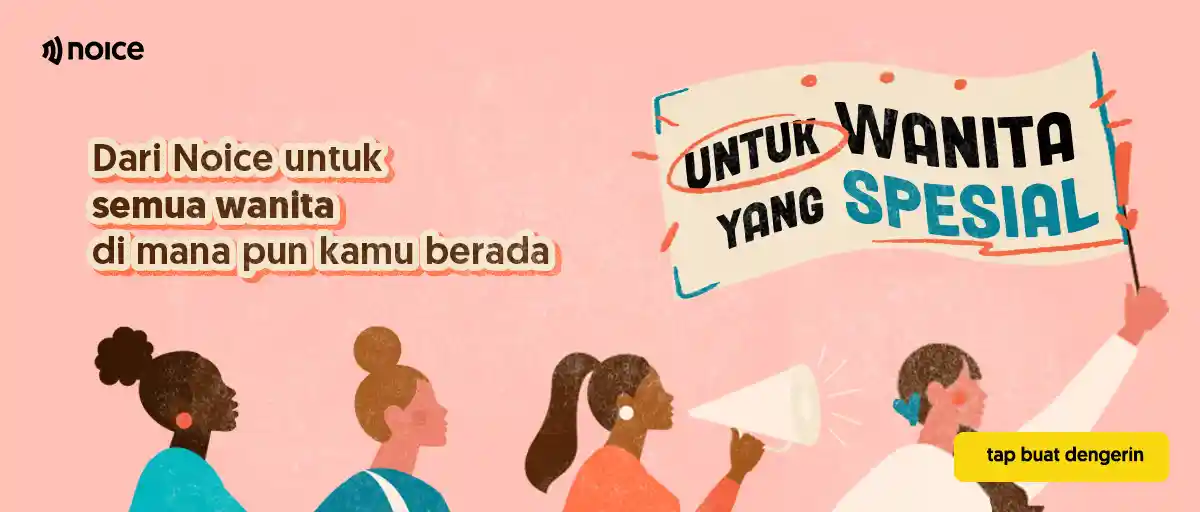 noice
Dari Noice untuk
semua wanita
di mana pun kamu berada
UNTUK WANITA
YANG SPESIAL
tap buat dengerin